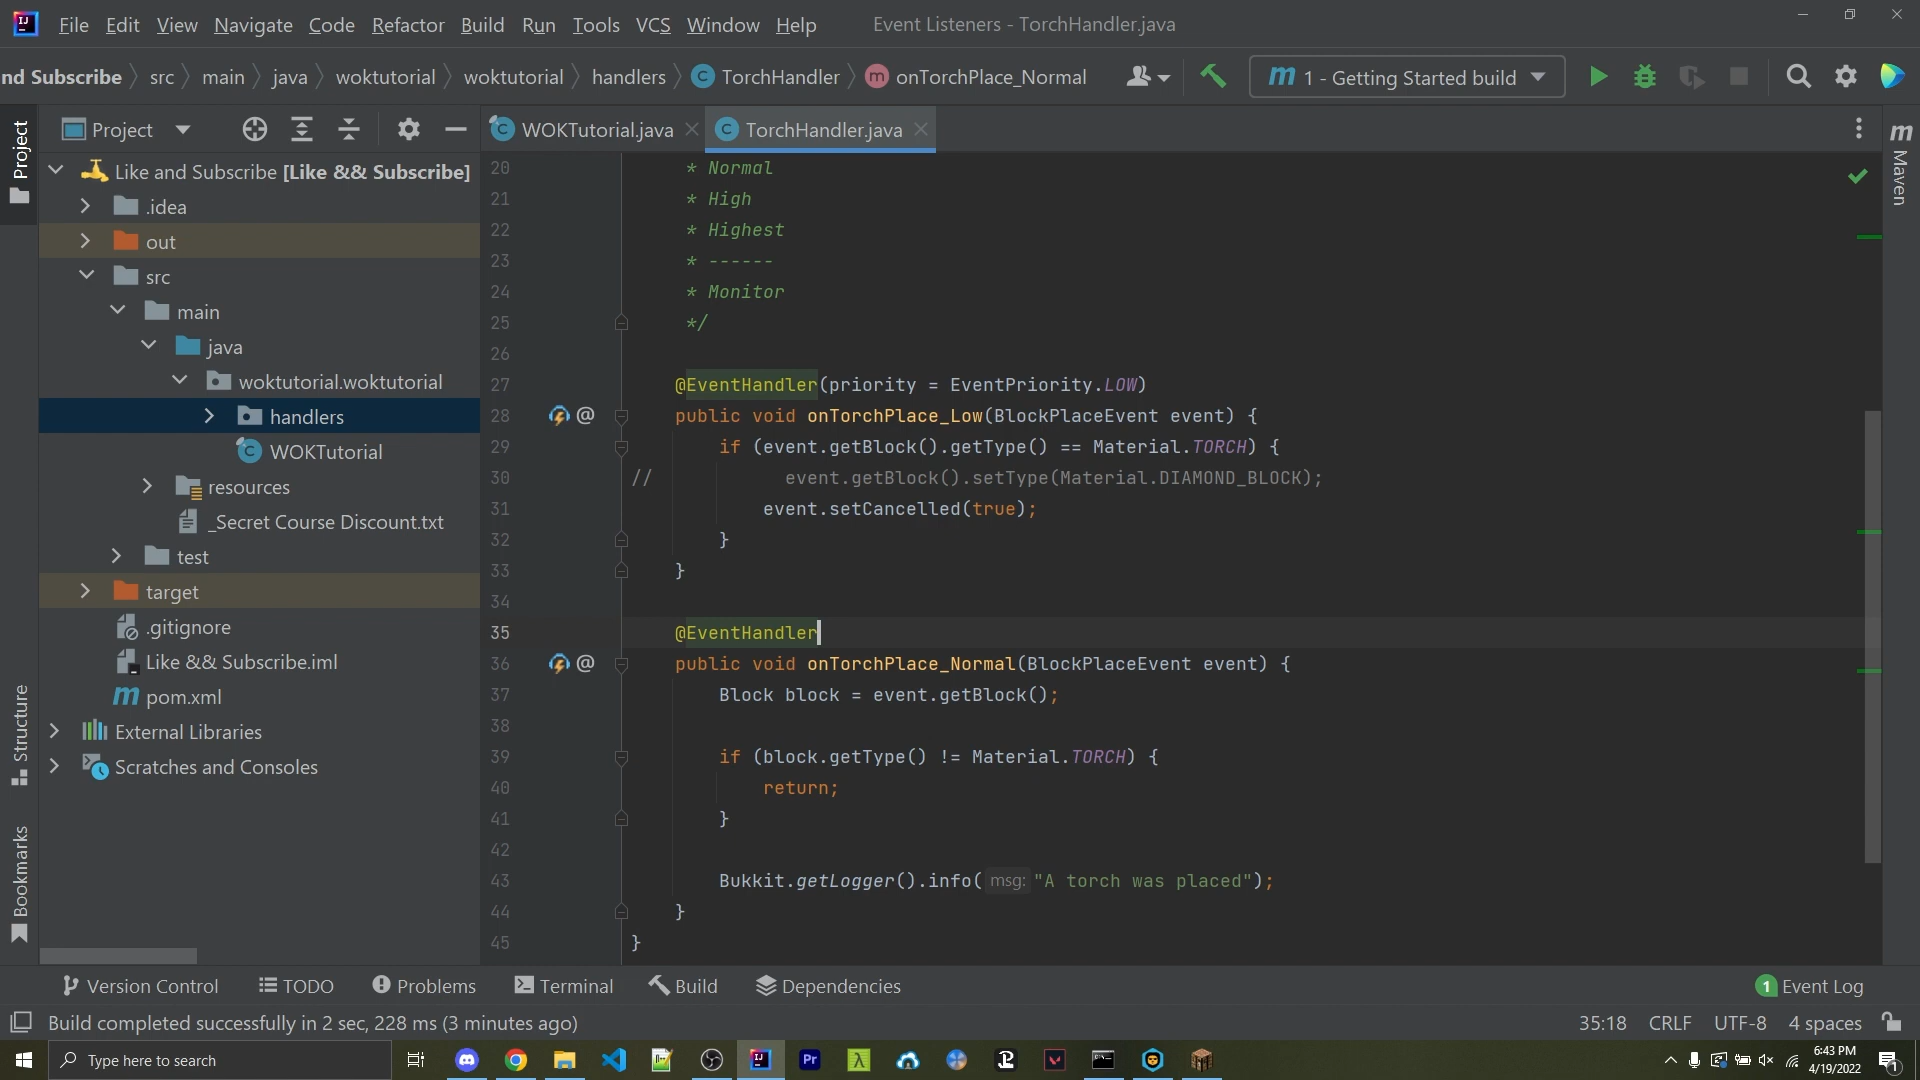 File Edit View Navigate Code Refactor Build Run Tools VCS Window Help Event Listeners - TorchHandler.java
nd Subscribe src main java woktutorial woktutorial handlers C TorchHandler m onTorchPlace_Normal m 1 - Getting Started build
Project
Project
WOKTutorial.java
TorchHandler.java
Maven
Like and Subscribe [Like && Subscribe]
.idea
out
src
main
java
woktutorial.woktutorial
handlers
WOKTutorial
resources
_Secret Course Discount.txt
test
target
.gitignore
Like && Subscribe.iml
pom.xml
External Libraries
Scratches and Consoles
Structure
Bookmarks
20 * Normal
21 * High
22 * Highest
23 * ------
24 * Monitor
25 */
26
27 @EventHandler(priority = EventPriority.LOW)
28 public void onTorchPlace_Low(BlockPlaceEvent event) {
29 if (event.getBlock().getType() == Material.TORCH) {
30 // event.getBlock().setType(Material.DIAMOND_BLOCK);
31 event.setCancelled(true);
32 }
33 }
34
35 @EventHandler
36 public void onTorchPlace_Normal(BlockPlaceEvent event) {
37 Block block = event.getBlock();
38
39 if (block.getType() != Material.TORCH) {
40 return;
41 }
42
43 Bukkit.getLogger().info( msg: "A torch was placed");
44 }
45 }
Version Control TODO Problems Terminal Build Dependencies 1 Event Log
Build completed successfully in 2 sec, 228 ms (3 minutes ago) 35:18 CRLF UTF-8 4 spaces
Type here to search
6:43 PM
4/19/2022